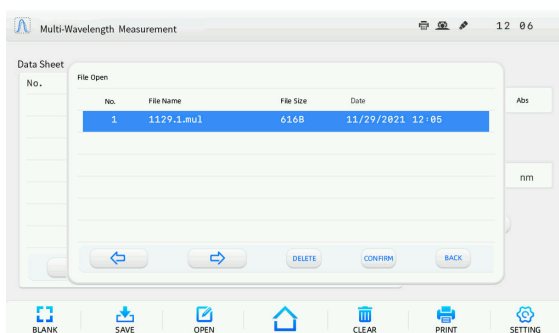 Multi-Wavelength Measurement
12 06
Data Sheet
No.
File Open
No. File Name File Size Date
Abs
1 1129.1.mul 616B 11/29/2021 12:05
nm
DELETE CONFIRM BACK
BLANK SAVE OPEN CLEAR PRINT SETTING